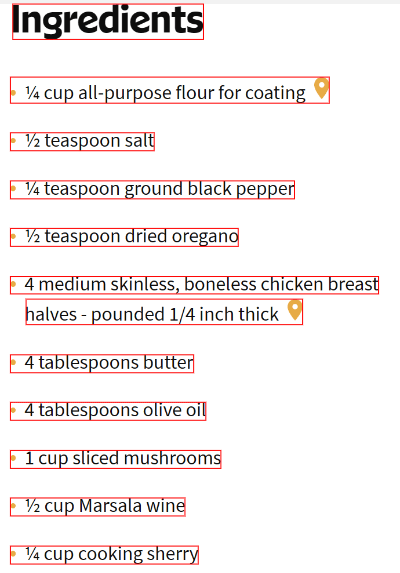 Ingredients
¼ cup all-purpose flour for coating
½ teaspoon salt
¼ teaspoon ground black pepper
½ teaspoon dried oregano
4 medium skinless, boneless chicken breast
halves - pounded 1/4 inch thick
4 tablespoons butter
4 tablespoons olive oil
1 cup sliced mushrooms
½ cup Marsala wine
¼ cup cooking sherry